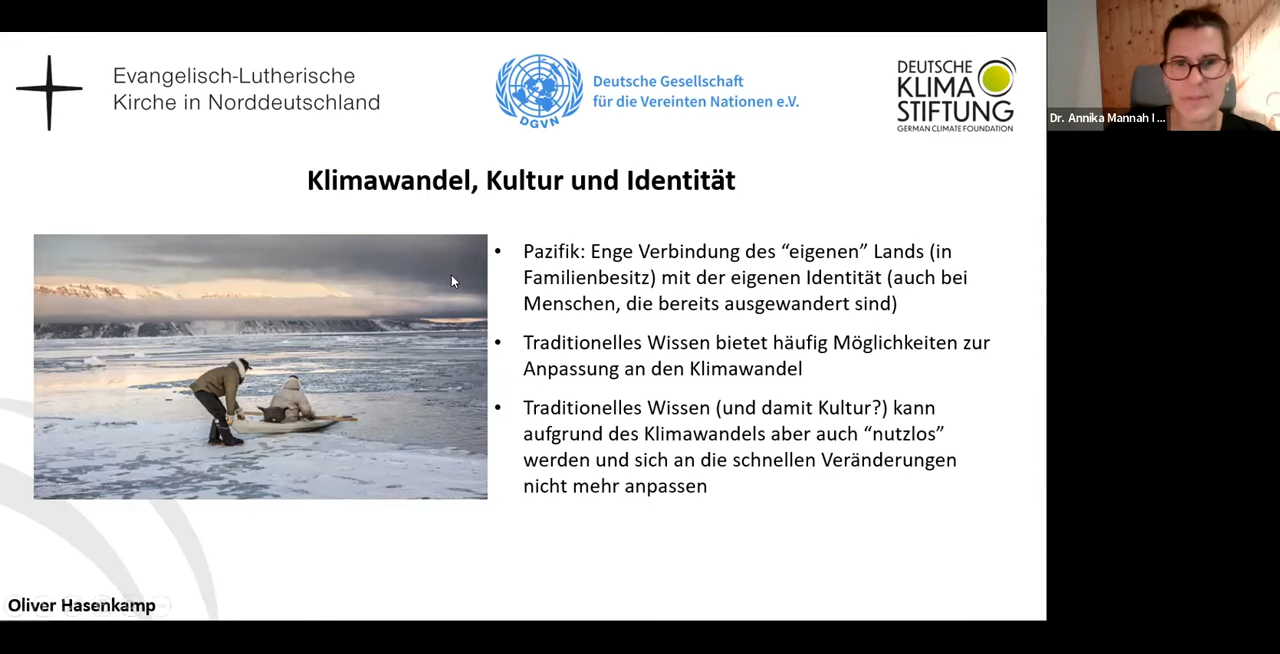 Evangelisch-Lutherische
Kirche in Norddeutschland
DGVN
Deutsche Gesellschaft
für die Vereinten Nationen e.V.
DEUTSCHE
KLIMA
STIFTUNG
GERMAN CLIMATE FOUNDATION
Dr. Annika Mannah I ...
Klimawandel, Kultur und Identität
• Pazifik: Enge Verbindung des “eigenen” Lands (in
Familienbesitz) mit der eigenen Identität (auch bei
Menschen, die bereits ausgewandert sind)
• Traditionelles Wissen bietet häufig Möglichkeiten zur
Anpassung an den Klimawandel
• Traditionelles Wissen (und damit Kultur?) kann
aufgrund des Klimawandels aber auch “nutzlos”
werden und sich an die schnellen Veränderungen
nicht mehr anpassen
Oliver Hasenkamp